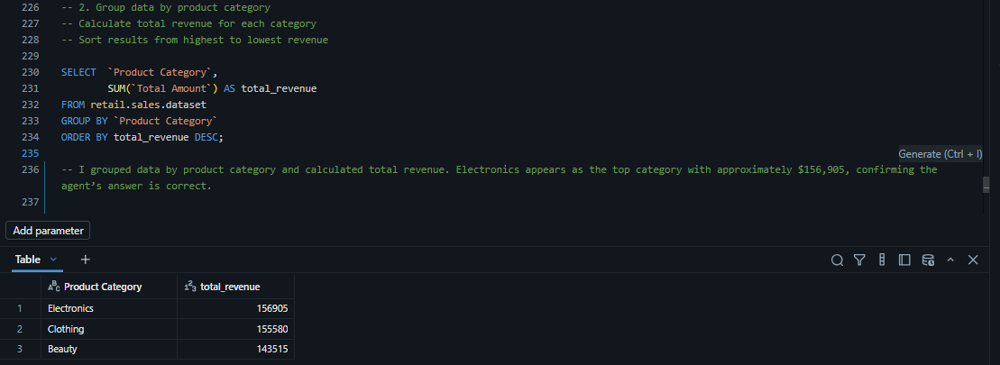 226 -- 2. Group data by product category
227 -- Calculate total revenue for each category
228 -- Sort results from highest to lowest revenue
229
230 SELECT `Product Category`,
231 SUM(`Total Amount`) AS total_revenue
232 FROM retail.sales.dataset
233 GROUP BY `Product Category`
234 ORDER BY total_revenue DESC;
235
Generate (Ctrl + I)
236 -- I grouped data by product category and calculated total revenue. Electronics appears as the top category with approximately $156,905, confirming the
agent’s answer is correct.
237
Add parameter
Table +
ABC Product Category 123 total_revenue
1 Electronics 156905
2 Clothing 155580
3 Beauty 143515